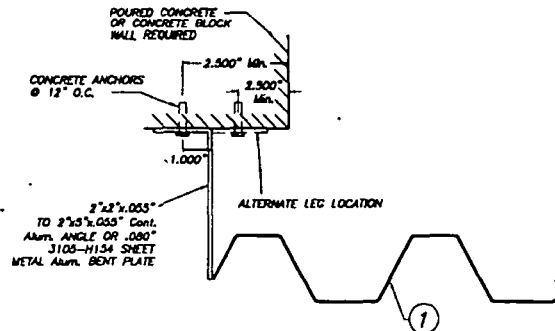 POURED CONCRETE
OR CONCRETE BLOCK
WALL REQUIRED
2.500" Min.
CONCRETE ANCHORS
@ 12" O.C.
2.500"
Min.
1.000"
2"x2"x.055"
TO 2"x5"x.055" Cont.
Alum. ANGLE OR .080"
3105-H154 SHEET
METAL Alum. BENT PLATE
ALTERNATE LEG LOCATION
1